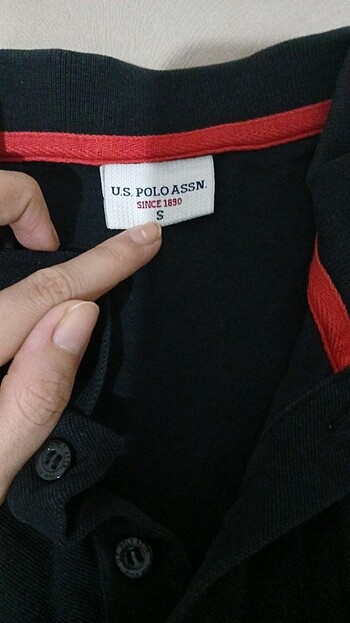 U.S. POLO ASSN.
SINCE 1890
S